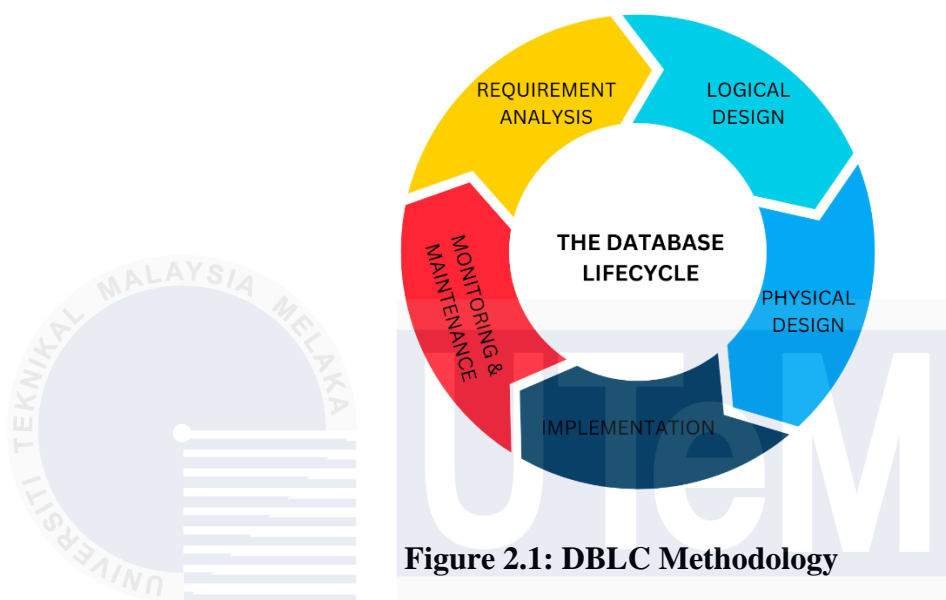 REQUIREMENT
ANALYSIS
LOGICAL
DESIGN
THE DATABASE
LIFECYCLE
MONITORING &
MAINTENANCE
PHYSICAL
DESIGN
IMPLEMENTATION
UNIVERSITI TEKNIKAL MALAYSIA MELAKA
UTeM
Figure 2.1: DBLC Methodology